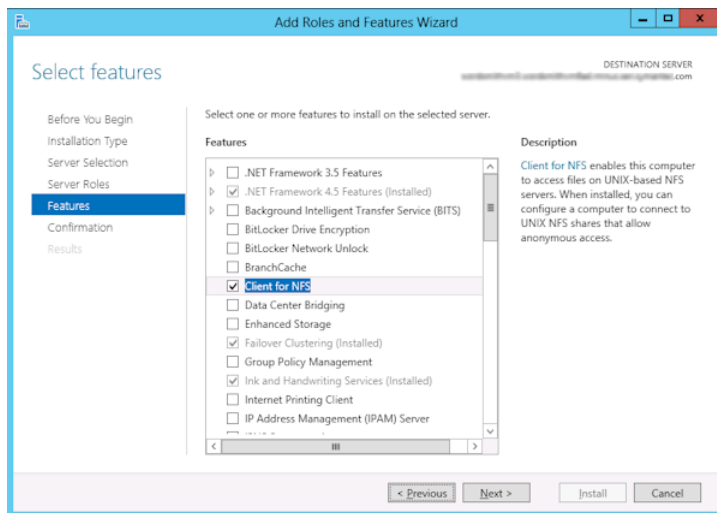 Add Roles and Features Wizard
Select features
DESTINATION SERVER
.com
Before You Begin
Installation Type
Server Selection
Server Roles
Features
Confirmation
Results
Select one or more features to install on the selected server.
Features
.NET Framework 3.5 Features
.NET Framework 4.5 Features (Installed)
Background Intelligent Transfer Service (BITS)
BitLocker Drive Encryption
BitLocker Network Unlock
BranchCache
Client for NFS
Data Center Bridging
Enhanced Storage
Failover Clustering (Installed)
Group Policy Management
Ink and Handwriting Services (Installed)
Internet Printing Client
IP Address Management (IPAM) Server
Description
Client for NFS enables this computer
to access files on UNIX-based NFS
servers. When installed, you can
configure a computer to connect to
UNIX NFS shares that allow
anonymous access.
< Previous
Next >
Install
Cancel